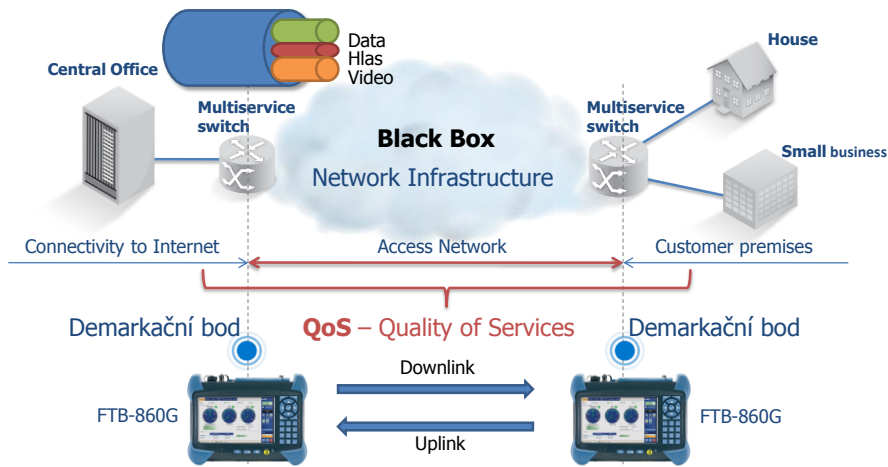 Data
Hlas
Video
House
Central Office
Multiservice
switch
Black Box
Network Infrastructure
Multiservice
switch
Small business
Connectivity to Internet
Access Network
Customer premises
Demarkační bod
QoS – Quality of Services
Demarkační bod
Downlink
FTB-860G
FTB-860G
Uplink